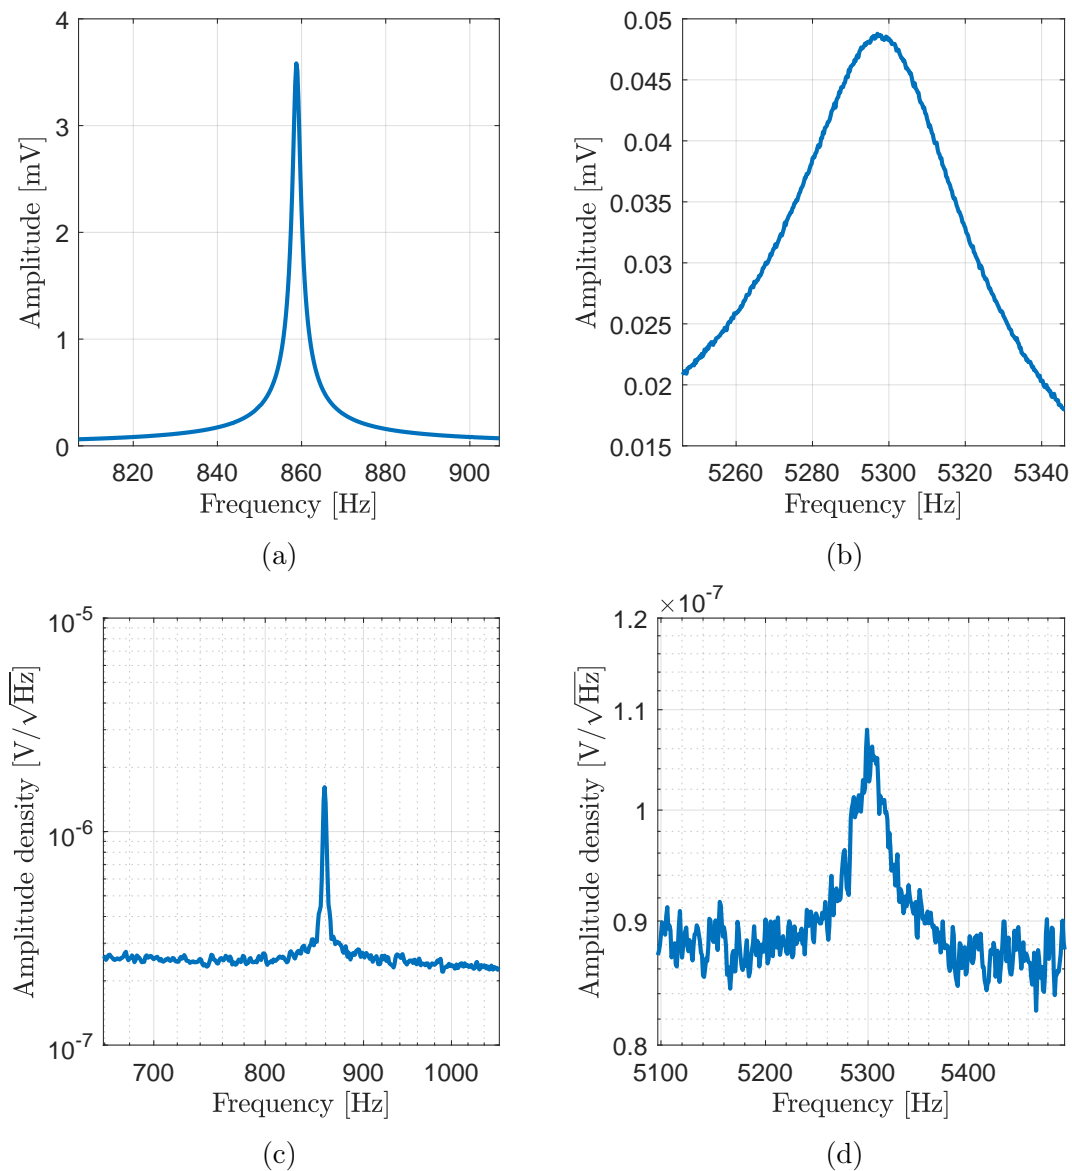 4
3
2
1
0
Amplitude [mV]
820 840 860 880 900
Frequency [Hz]
(a)
0.05
0.045
0.04
0.035
0.03
0.025
0.02
0.015
Amplitude [mV]
5260 5280 5300 5320 5340
Frequency [Hz]
(b)
10-5
10-6
10-7
Amplitude density [V/√Hz]
700 800 900 1000
Frequency [Hz]
(c)
×10-7
1.2
1.1
1
0.9
0.8
Amplitude density [V/√Hz]
5100 5200 5300 5400
Frequency [Hz]
(d)